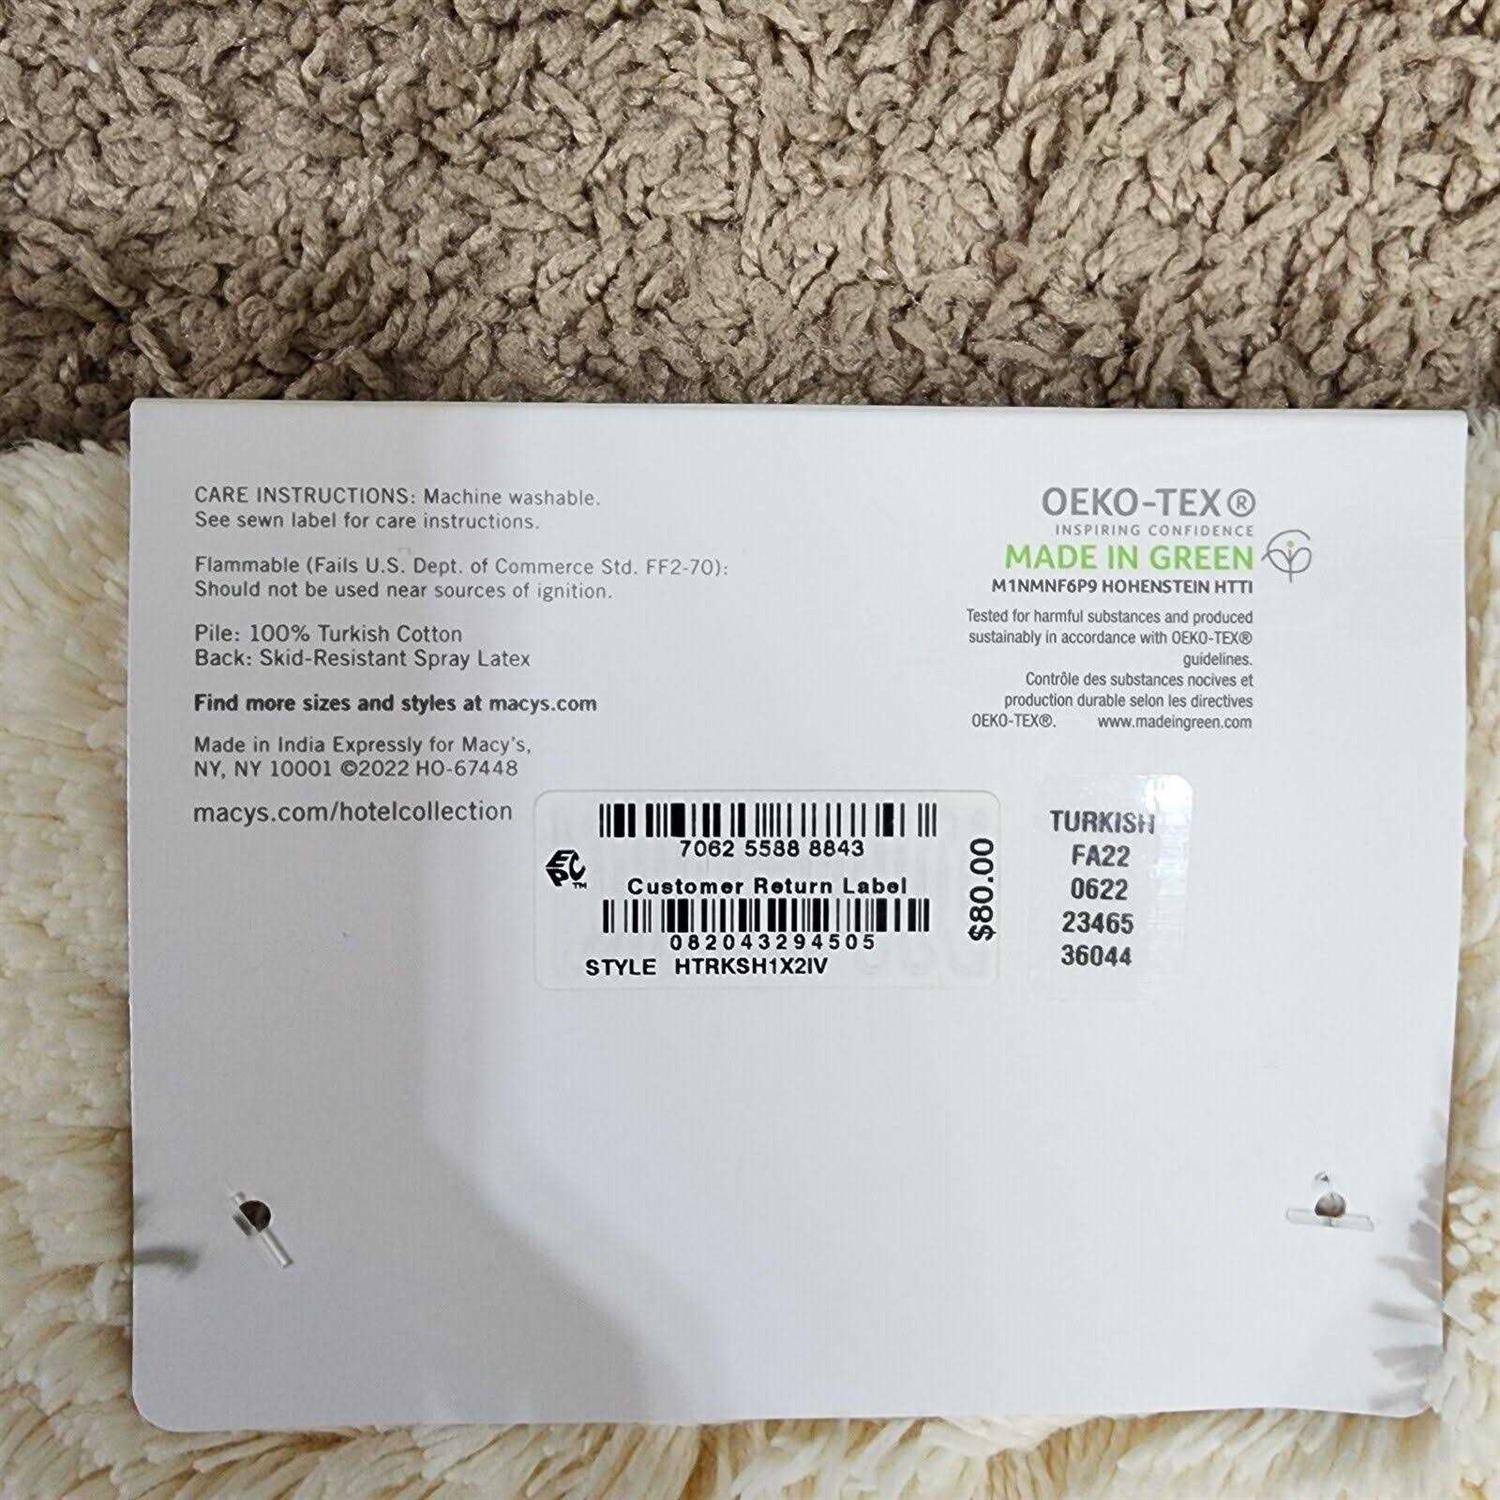 CARE INSTRUCTIONS: Machine washable.
See sewn label for care instructions.
Flammable (Fails U.S. Dept. of Commerce Std. FF2-70):
Should not be used near sources of ignition.
Pile: 100% Turkish Cotton
Back: Skid-Resistant Spray Latex
Find more sizes and styles at macys.com
Made in India Expressly for Macy's,
NY, NY 10001 ©2022 HO-67448
macys.com/hotelcollection
OEKO-TEX®
INSPIRING CONFIDENCE
MADE IN GREEN
M1NMNF6P9 HOHENSTEIN HTTI
Tested for harmful substances and produced
sustainably in accordance with OEKO-TEX®
guidelines.
Contrôle des substances nocives et
production durable selon les directives
OEKO-TEX®. www.madeingreen.com
7062 5588 8843
EPC™
Customer Return Label
082043294505
STYLE HTRKSH1X2IV
$80.00
TURKISH
FA22
0622
23465
36044